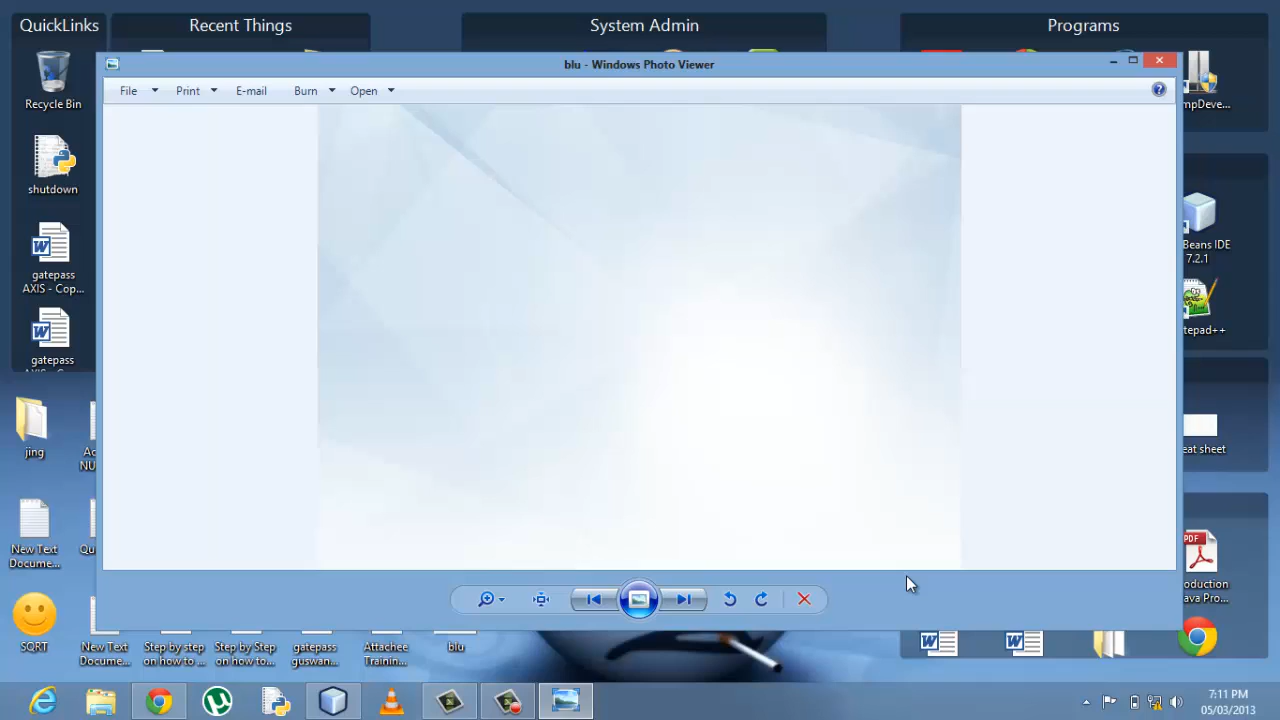 QuickLinks
Recent Things
System Admin
Programs
blu - Windows Photo Viewer
File
Print
E-mail
Burn
Open
Recycle Bin
shutdown
gatepass
AXIS - Cop...
gatepass
jing
New Text
Docume...
SQRT
New Text
Docume...
Step by step
on how to ...
Step by Step
on how to...
gatepass
guswan...
Attachee
Trainin...
blu
mpDeve...
Beans IDE
7.2.1
tepad++
eat sheet
PDF
oduction
ava Pro...
7:11 PM
05/03/2013